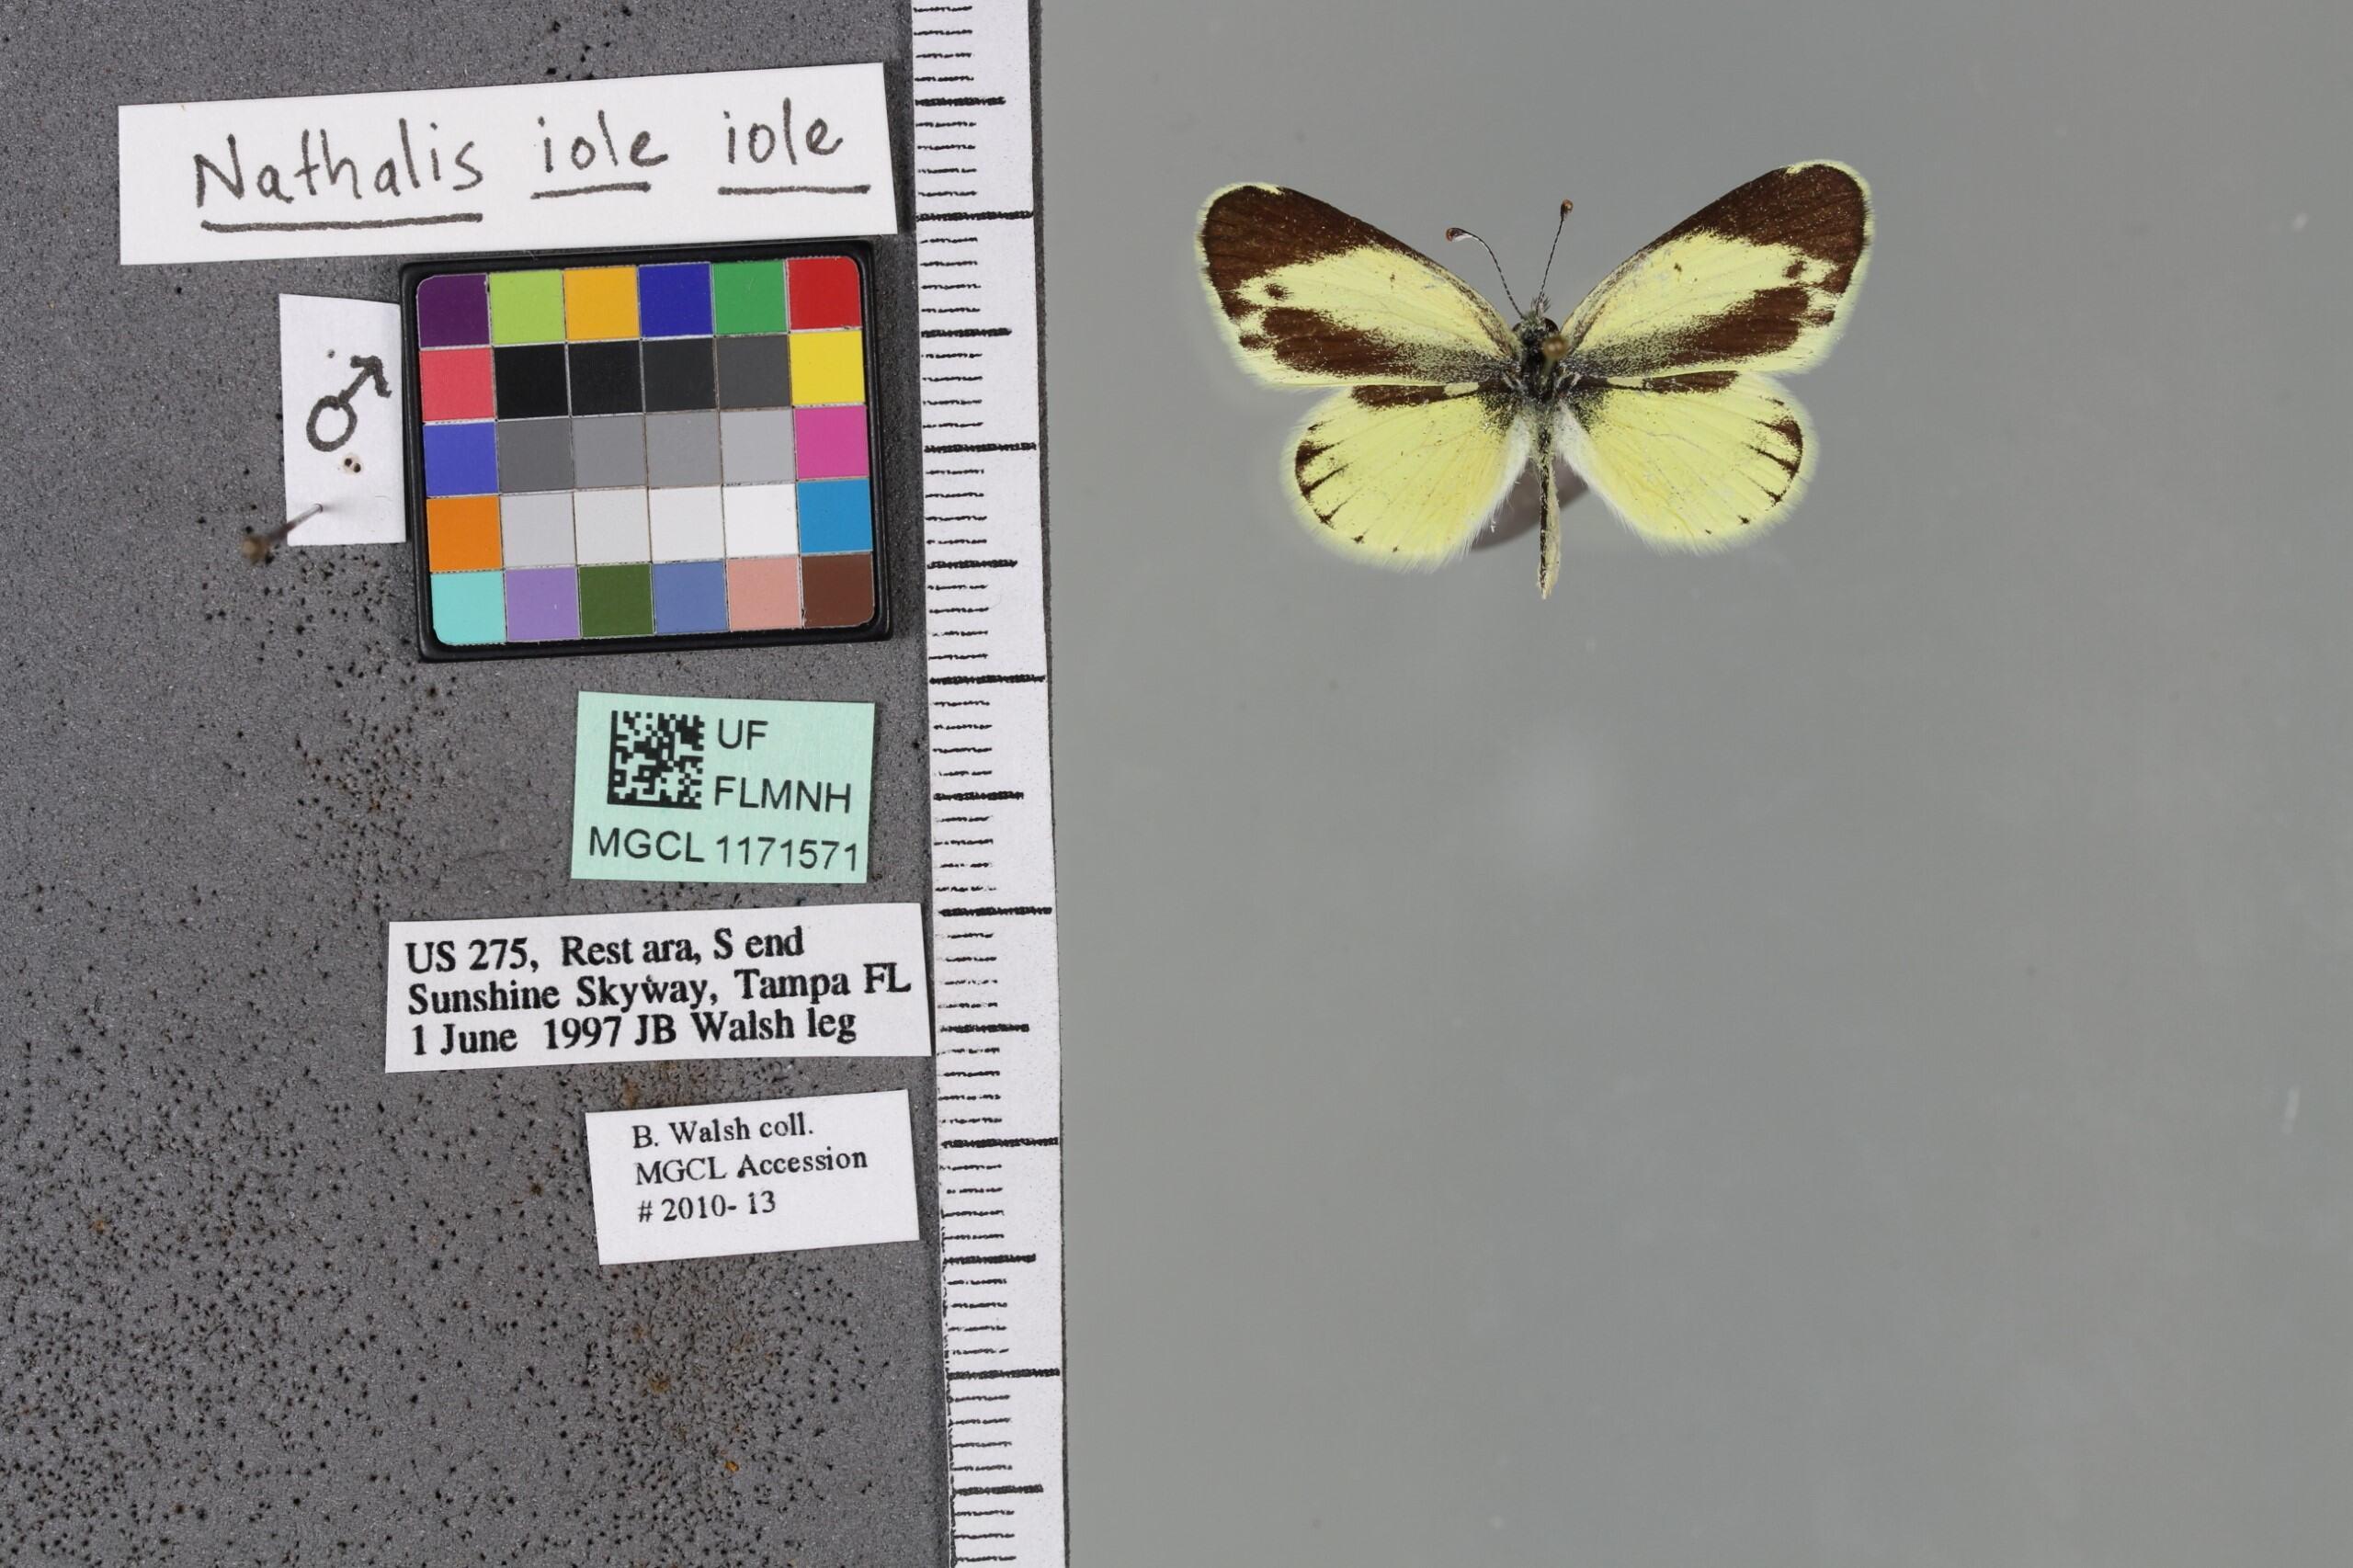 Nathalis iole iole
♂
UF
FLMNH
MGCL 1171571
US 275, Rest ara, S end
Sunshine Skyway, Tampa FL
1 June 1997 JB Walsh leg
B. Walsh coll.
MGCL Accession
# 2010- 13